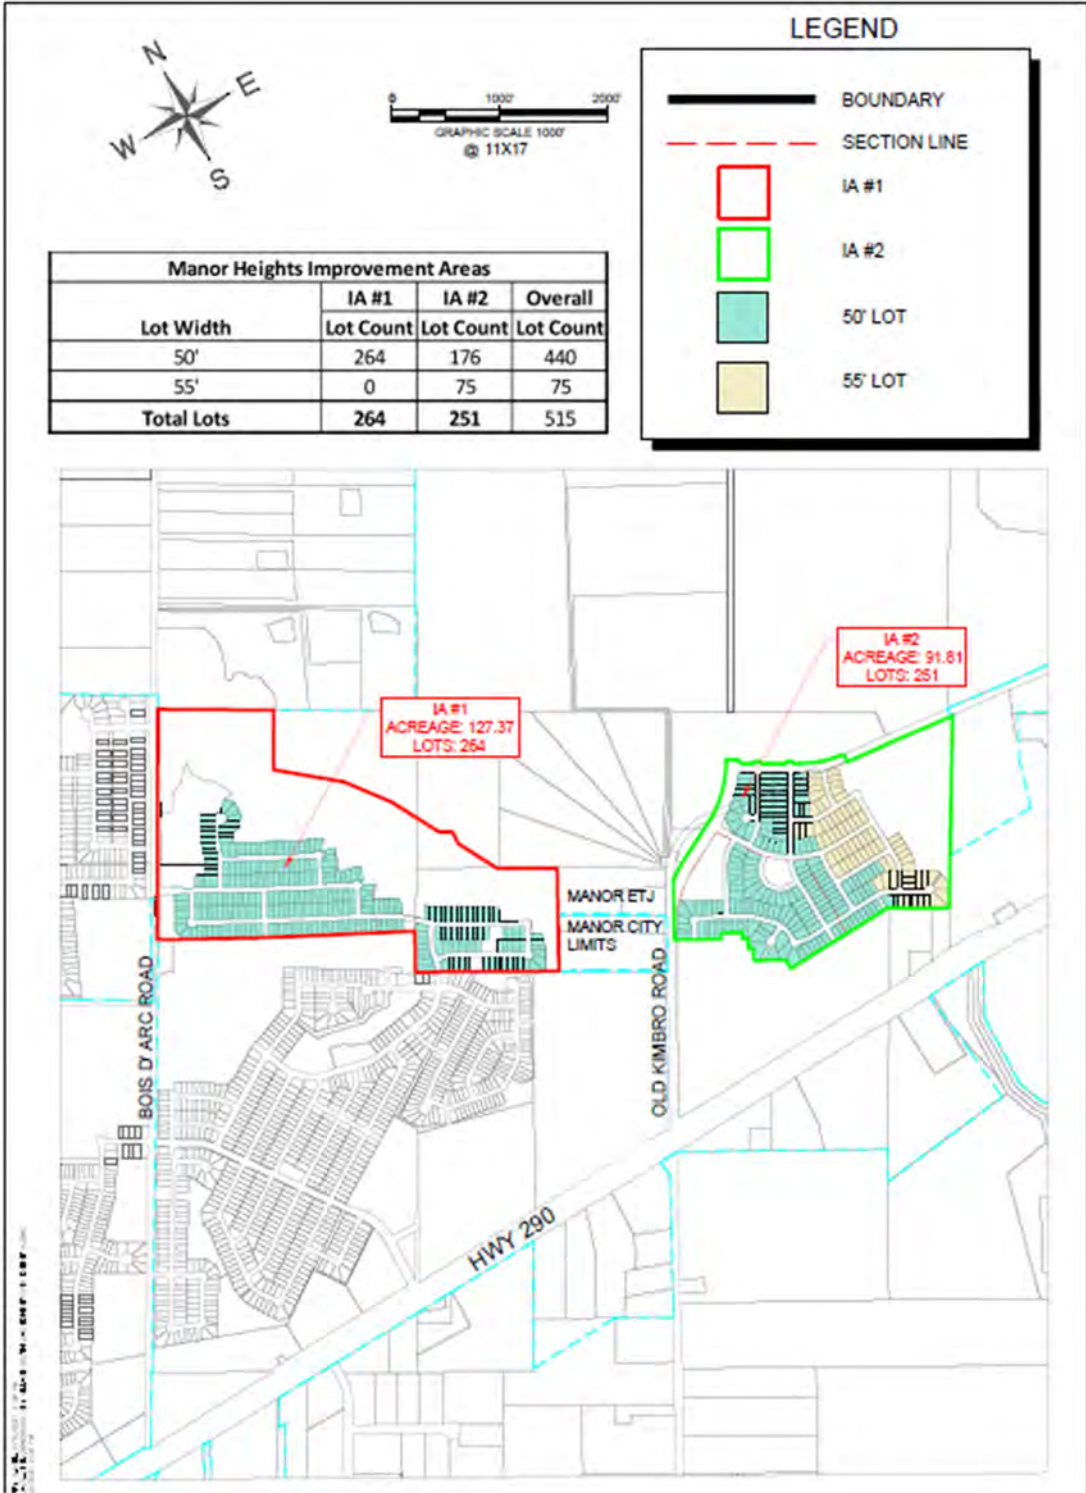 LEGEND
N
E
W
S
0 1000' 2000'
GRAPHIC SCALE 1000'
@ 11X17
BOUNDARY
SECTION LINE
IA #1
IA #2
50' LOT
55' LOT
Manor Heights Improvement Areas
IA #1 IA #2 Overall
Lot Width Lot Count Lot Count Lot Count
50' 264 176 440
55' 0 75 75
Total Lots 264 251 515
IA #2
ACREAGE: 91.81
LOTS: 251
IA #1
ACREAGE: 127.37
LOTS: 264
MANOR ETJ
MANOR CITY
LIMITS
BOIS D' ARC ROAD
OLD KIMBRO ROAD
HWY 290